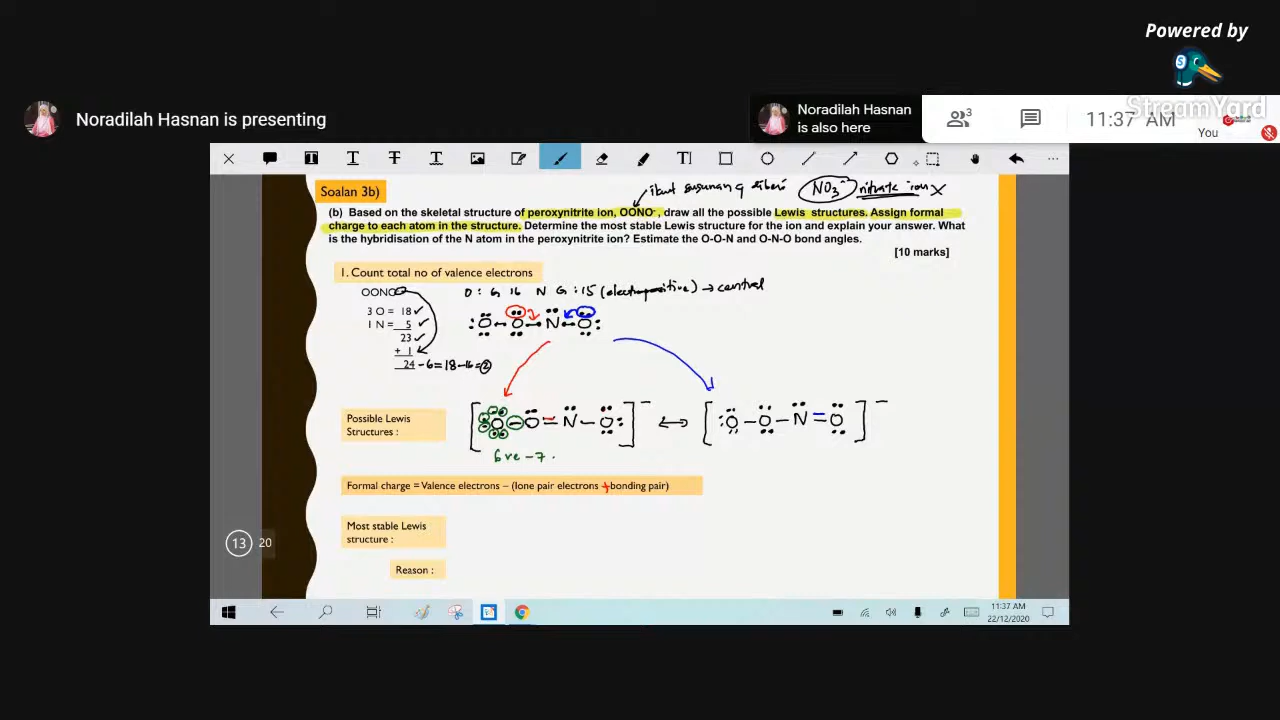 Powered by
StreamYard
Noradilah Hasnan is presenting
Noradilah Hasnan
is also here
3
11:37 AM
You
Soalan 3b)
ikut susunan
NO3- nitrate ion X
(b) Based on the skeletal structure of peroxynitrite ion, OONO-, draw all the possible Lewis structures. Assign formal
charge to each atom in the structure. Determine the most stable Lewis structure for the ion and explain your answer. What
is the hybridisation of the N atom in the peroxynitrite ion? Estimate the O-O-N and O-N-O bond angles.
[10 marks]
1. Count total no of valence electrons
OONO-
O : G 16 N G : 15 (electropositive) → central
3 O = 18 ✓
1 N = 5 ✓
23 ✓
+ 1
24 - 6 = 18 - 16 = 2
:O - O - N - O:
Possible Lewis
Structures :
[O - O = N - O:]- ↔ [:O - O - N = O]-
6 ve - 7
Formal charge = Valence electrons – (lone pair electrons + bonding pair)
Most stable Lewis
structure :
Reason :
13 20
11:37 AM
22/12/2020